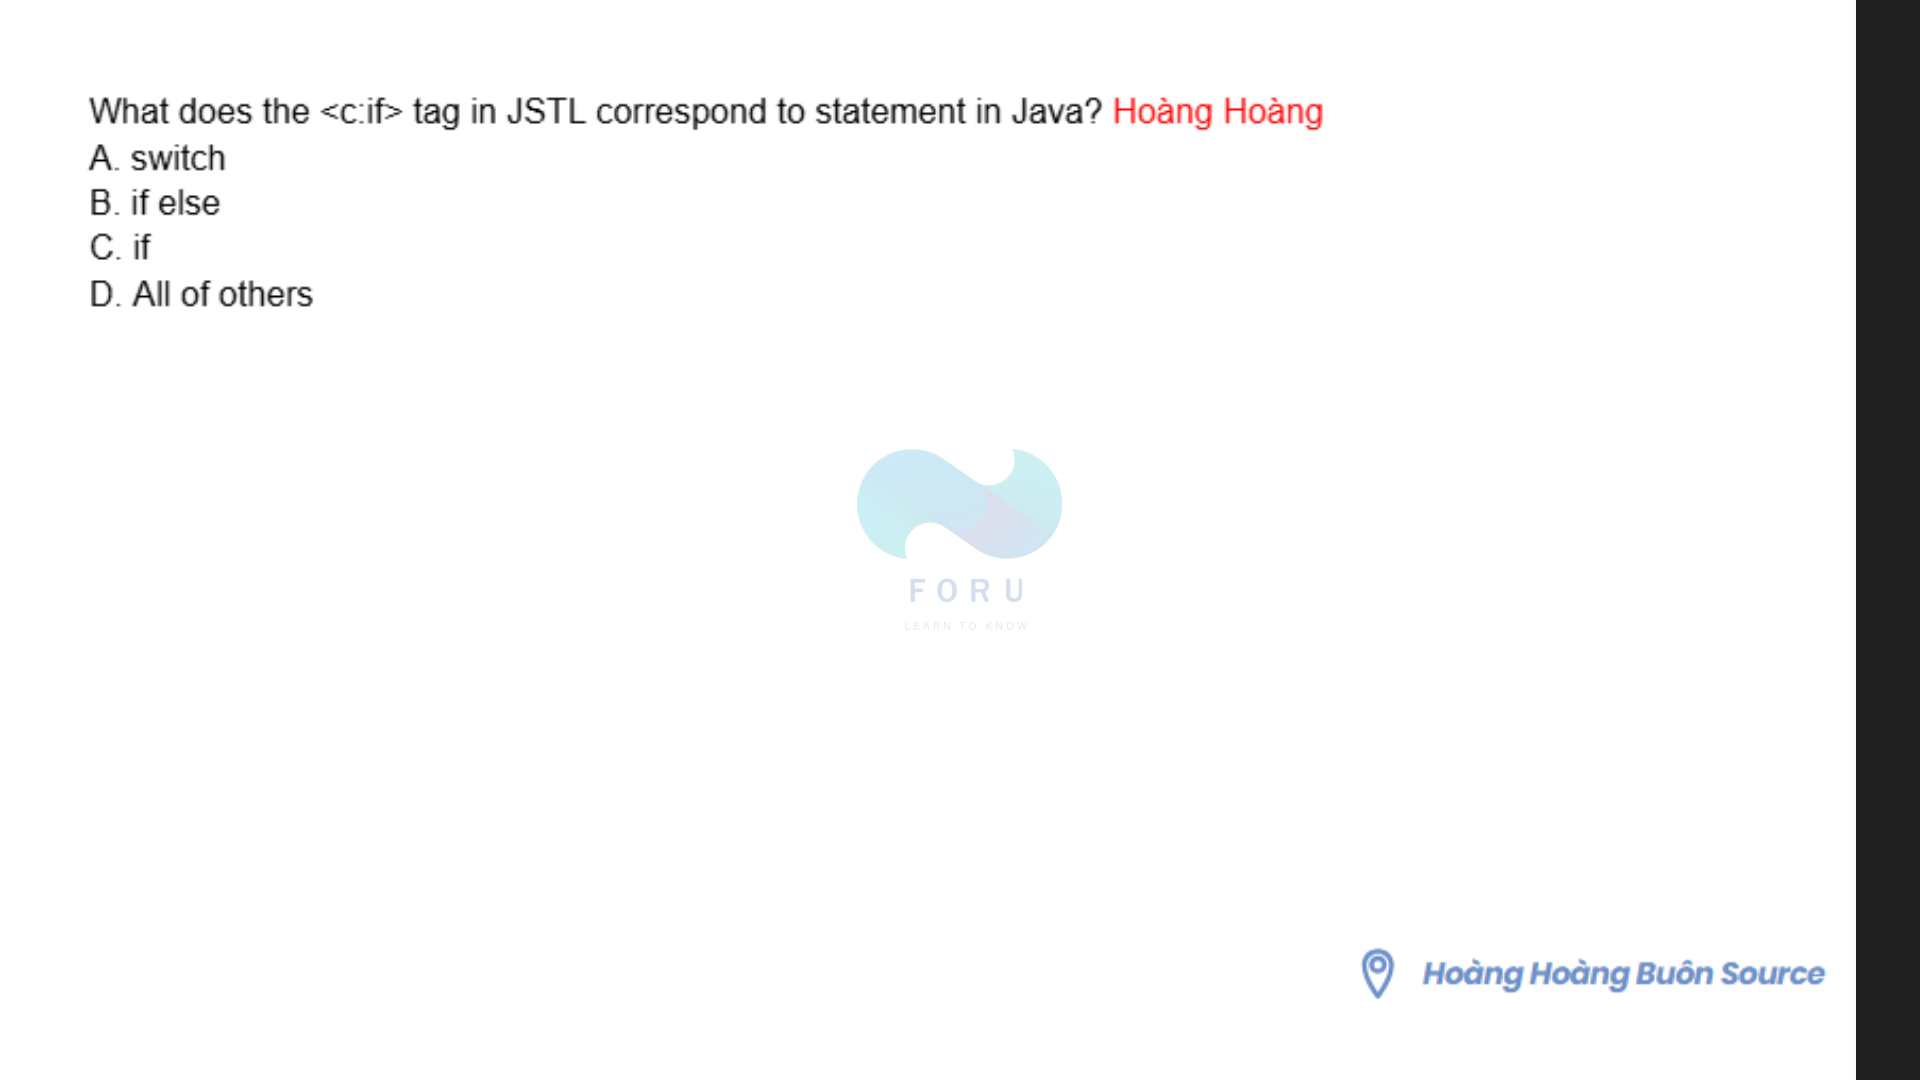 What does the <c:if> tag in JSTL correspond to statement in Java? Hoàng Hoàng
A. switch
B. if else
C. if
D. All of others
FORU
LEARN TO KNOW
Hoàng Hoàng Buôn Source